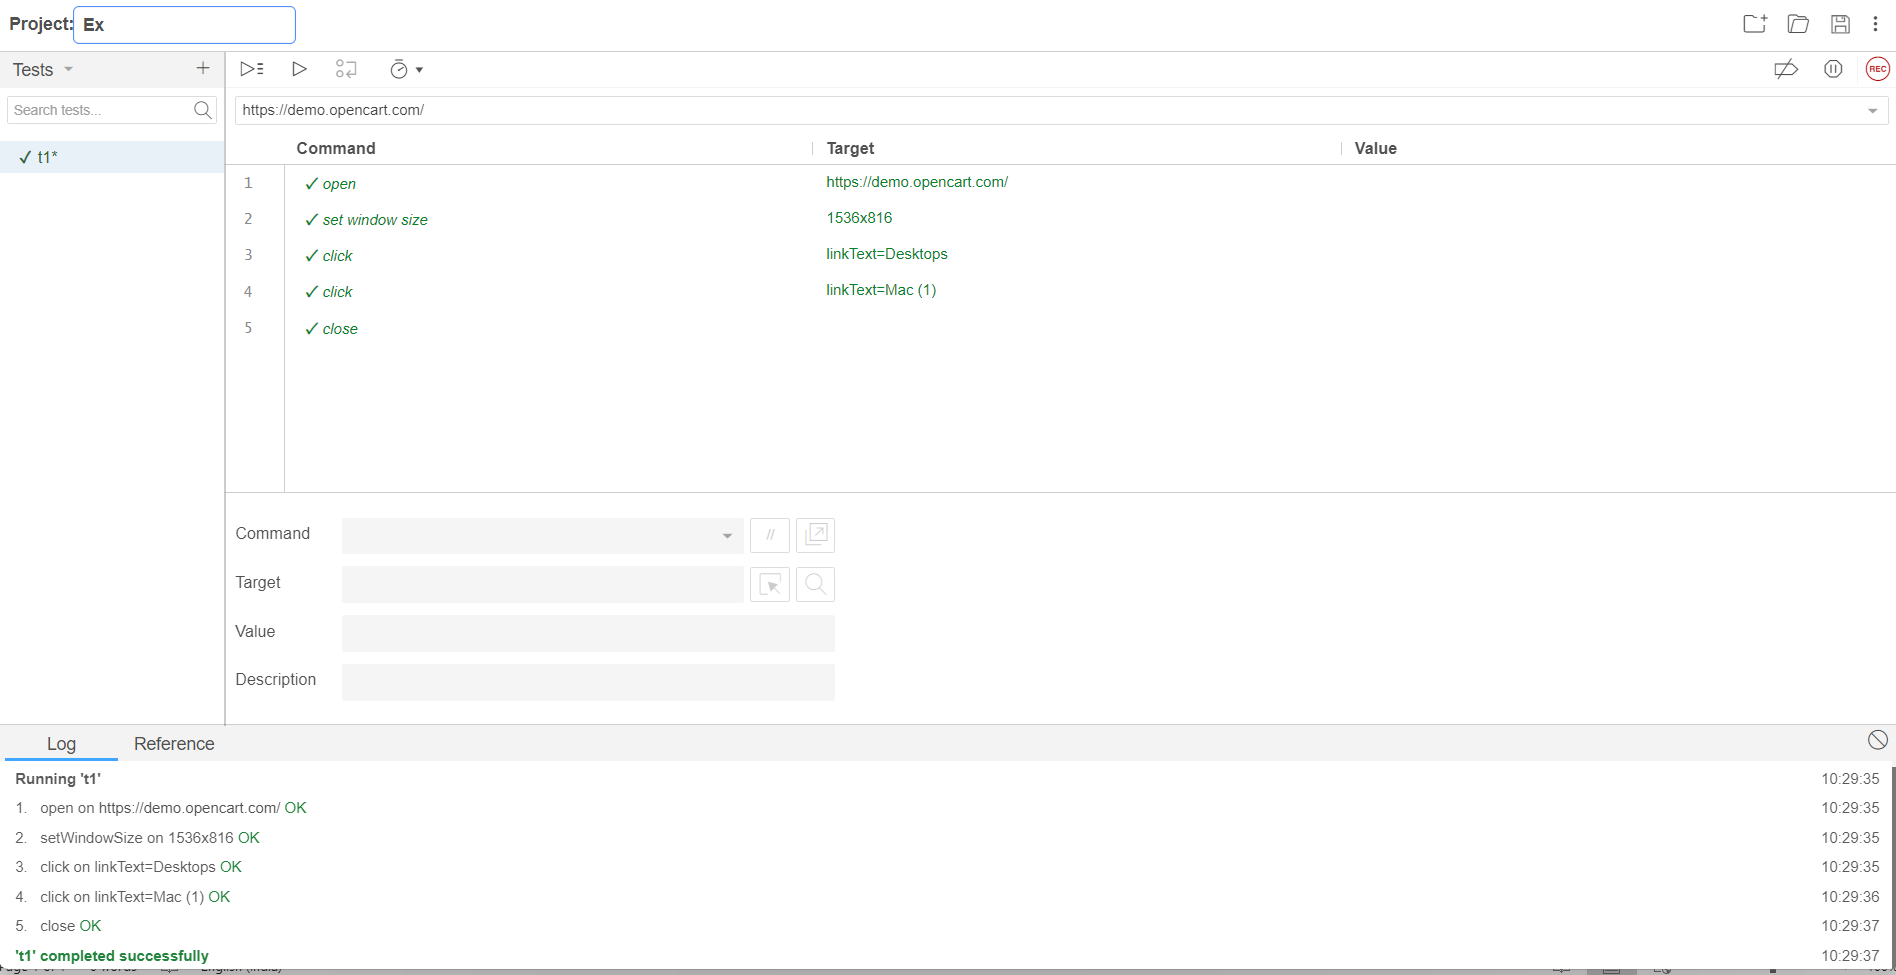 Project: Ex
Tests
REC
Search tests...
https://demo.opencart.com/
✓ t1*
Command Target Value
1 ✓ open https://demo.opencart.com/
2 ✓ set window size 1536x816
3 ✓ click linkText=Desktops
4 ✓ click linkText=Mac (1)
5 ✓ close
Command //
Target
Value
Description
Log Reference
Running 't1' 10:29:35
1. open on https://demo.opencart.com/ OK 10:29:35
2. setWindowSize on 1536x816 OK 10:29:35
3. click on linkText=Desktops OK 10:29:35
4. click on linkText=Mac (1) OK 10:29:36
5. close OK 10:29:37
't1' completed successfully 10:29:37